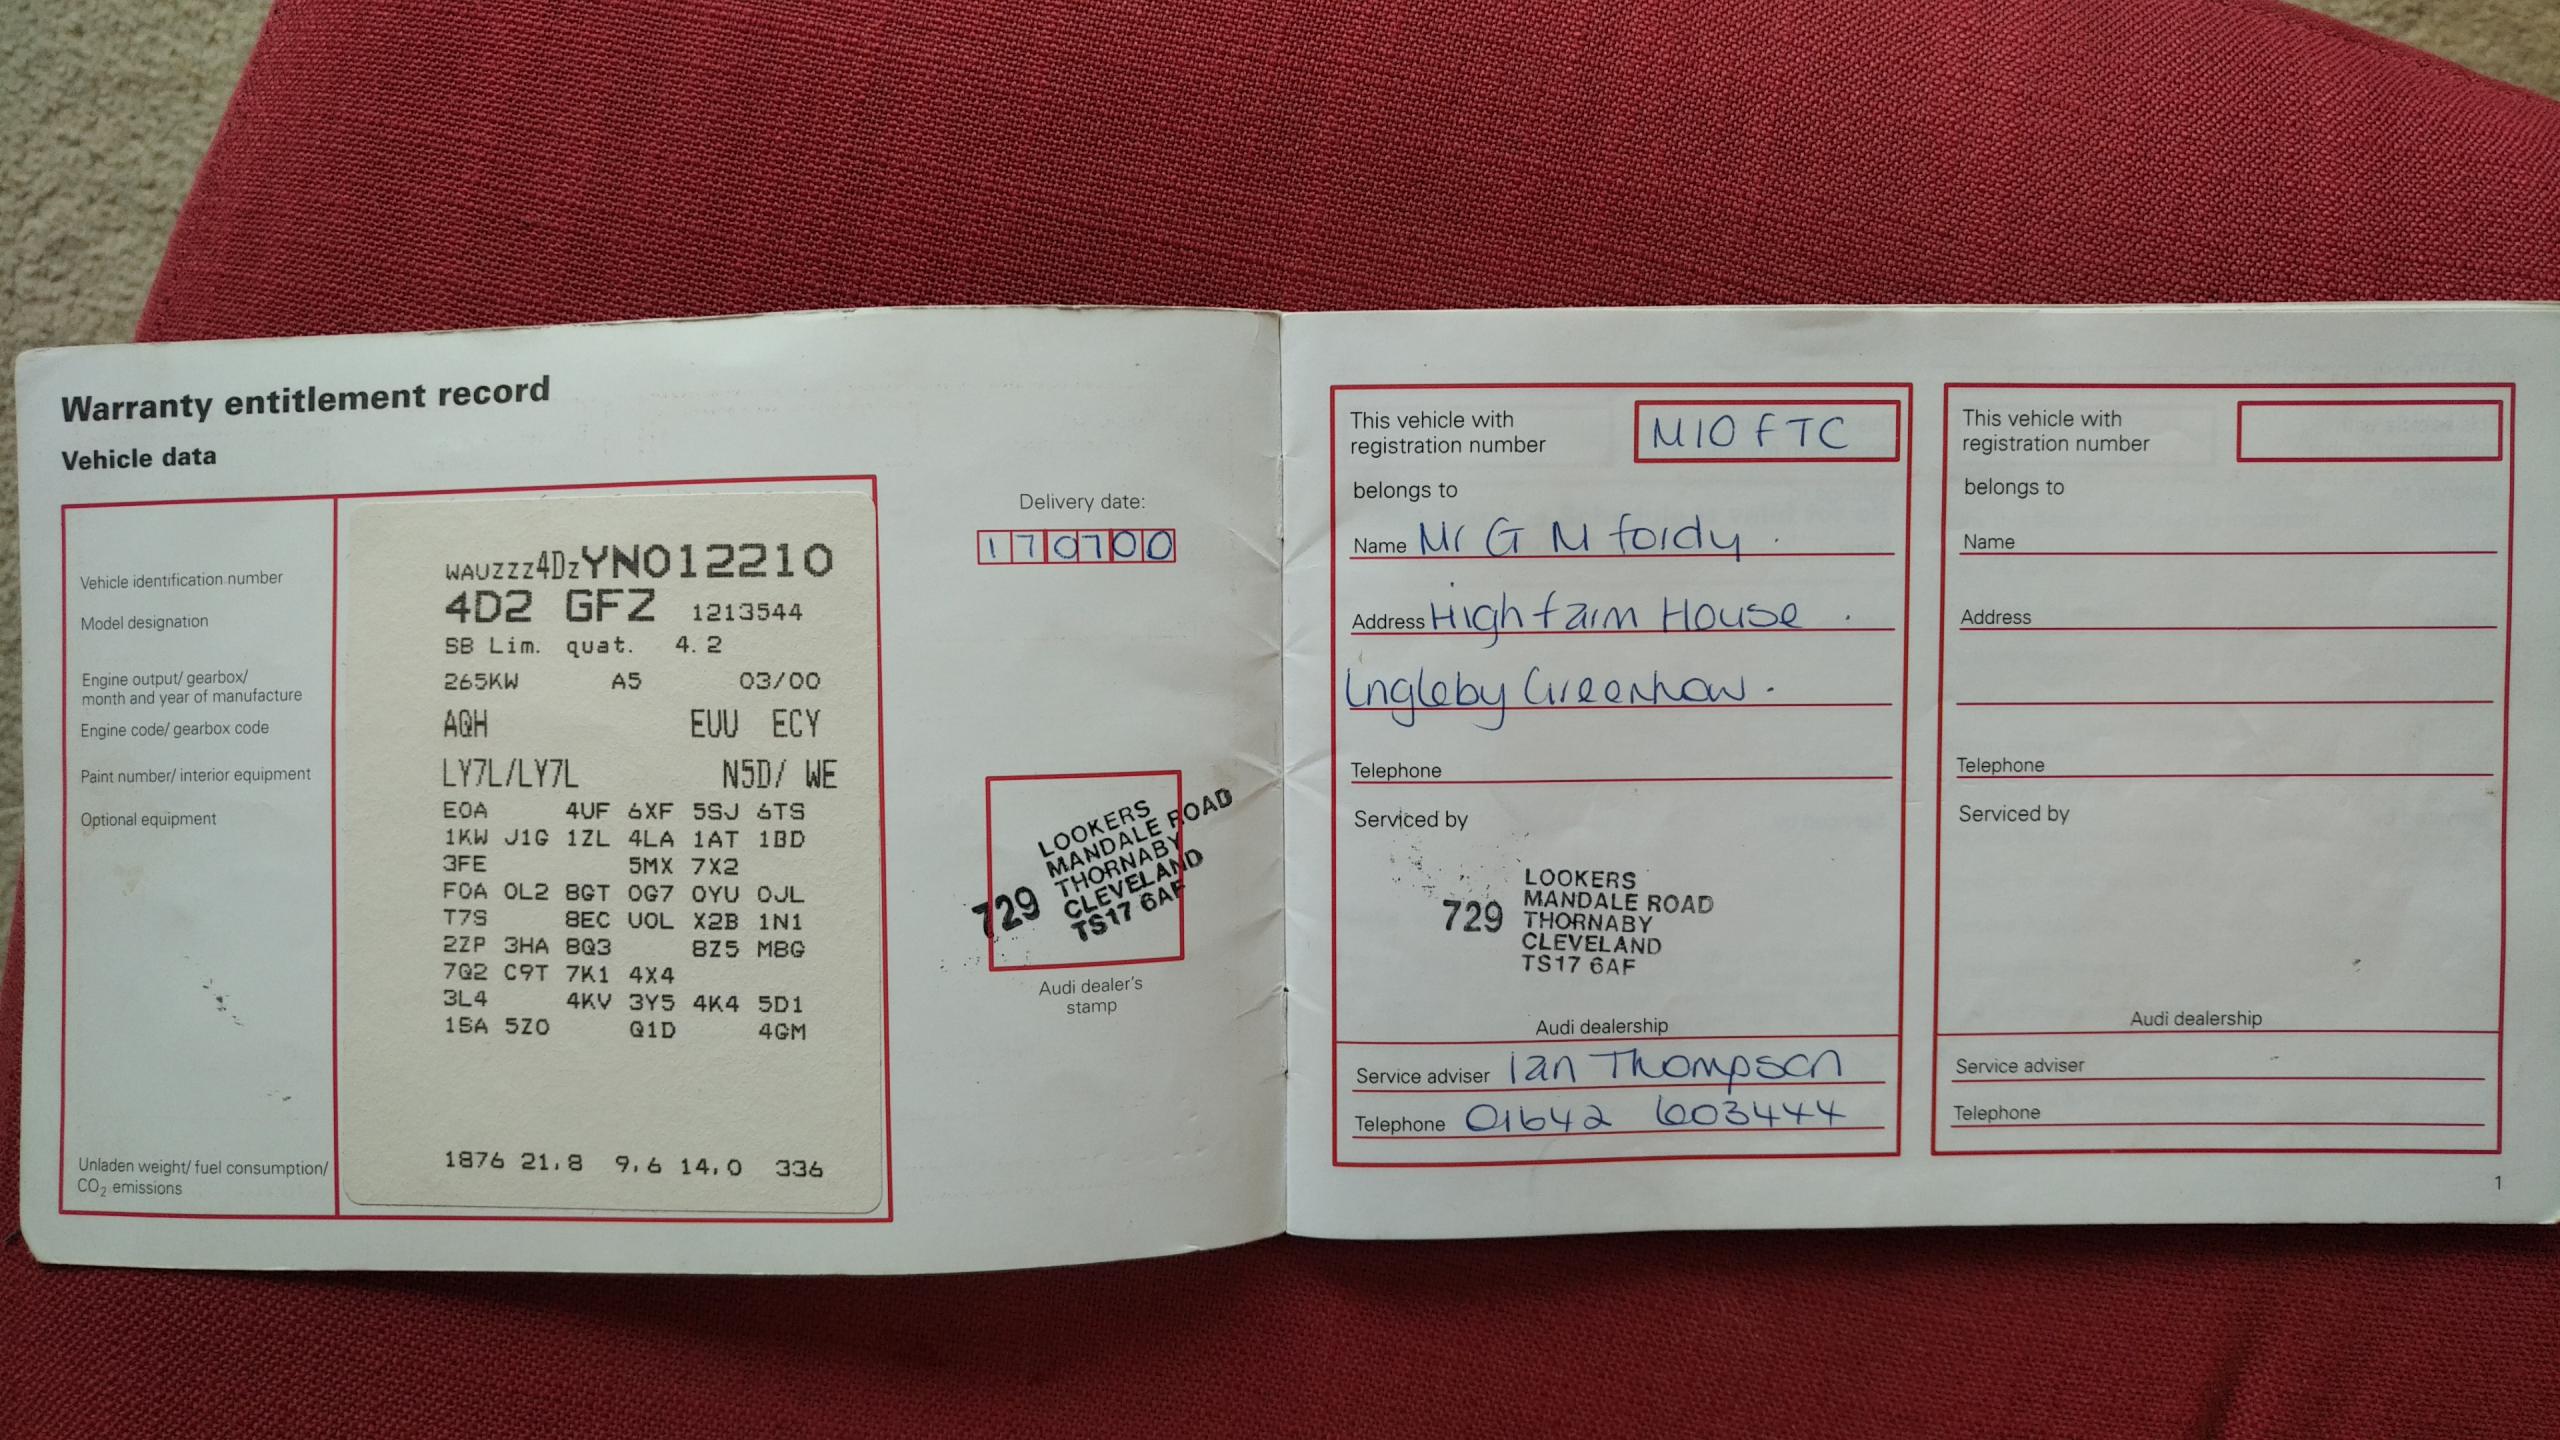 Warranty entitlement record
Vehicle data
Vehicle identification number
WAUZZZ4DZYN012210
Model designation
4D2 GFZ 1213544
SB Lim. quat. 4.2
Engine output/ gearbox/
month and year of manufacture
265KW A5 03/00
Engine code/ gearbox code
AQH EUU ECY
Paint number/ interior equipment
LY7L/LY7L N5D/ WE
Optional equipment
E0A 4UF 6XF 5SJ 6TS
1KW J1G 1ZL 4LA 1AT 1BD
3FE 5MX 7X2
F0A 0L2 8GT 0G7 0YU 0JL
T7S 8EC U0L X2B 1N1
2ZP 3HA 8Q3 8Z5 M8G
7Q2 C9T 7K1 4X4
3L4 4KV 3Y5 4K4 5D1
1SA 5Z0 Q1D 4GM
Unladen weight/ fuel consumption/
CO2 emissions
1876 21,8 9,6 14,0 336
Delivery date:
170700
729
LOOKERS
MANDALE ROAD
THORNABY
CLEVELAND
TS17 6AF
Audi dealer's
stamp
This vehicle with
registration number
M10 FTC
belongs to
Name Mr G M Fordy .
Address High farm House .
Ingleby Greenhow .
Telephone
Serviced by
729
LOOKERS
MANDALE ROAD
THORNABY
CLEVELAND
TS17 6AF
Audi dealership
Service adviser Ian Thompson
Telephone 01642 603444
This vehicle with
registration number
belongs to
Name
Address
Telephone
Serviced by
Audi dealership
Service adviser
Telephone
1